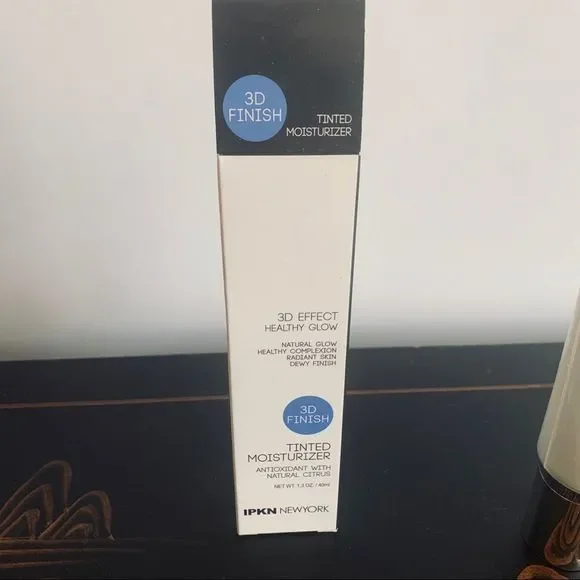 3D
FINISH
TINTED
MOISTURIZER
3D EFFECT
HEALTHY GLOW
NATURAL GLOW
HEALTHY COMPLEXION
RADIANT SKIN
DEWY FINISH
3D
FINISH
TINTED
MOISTURIZER
ANTIOXIDANT WITH
NATURAL CITRUS
NET WT. 1.3 OZ. / 40ml
IPKN NEWYORK